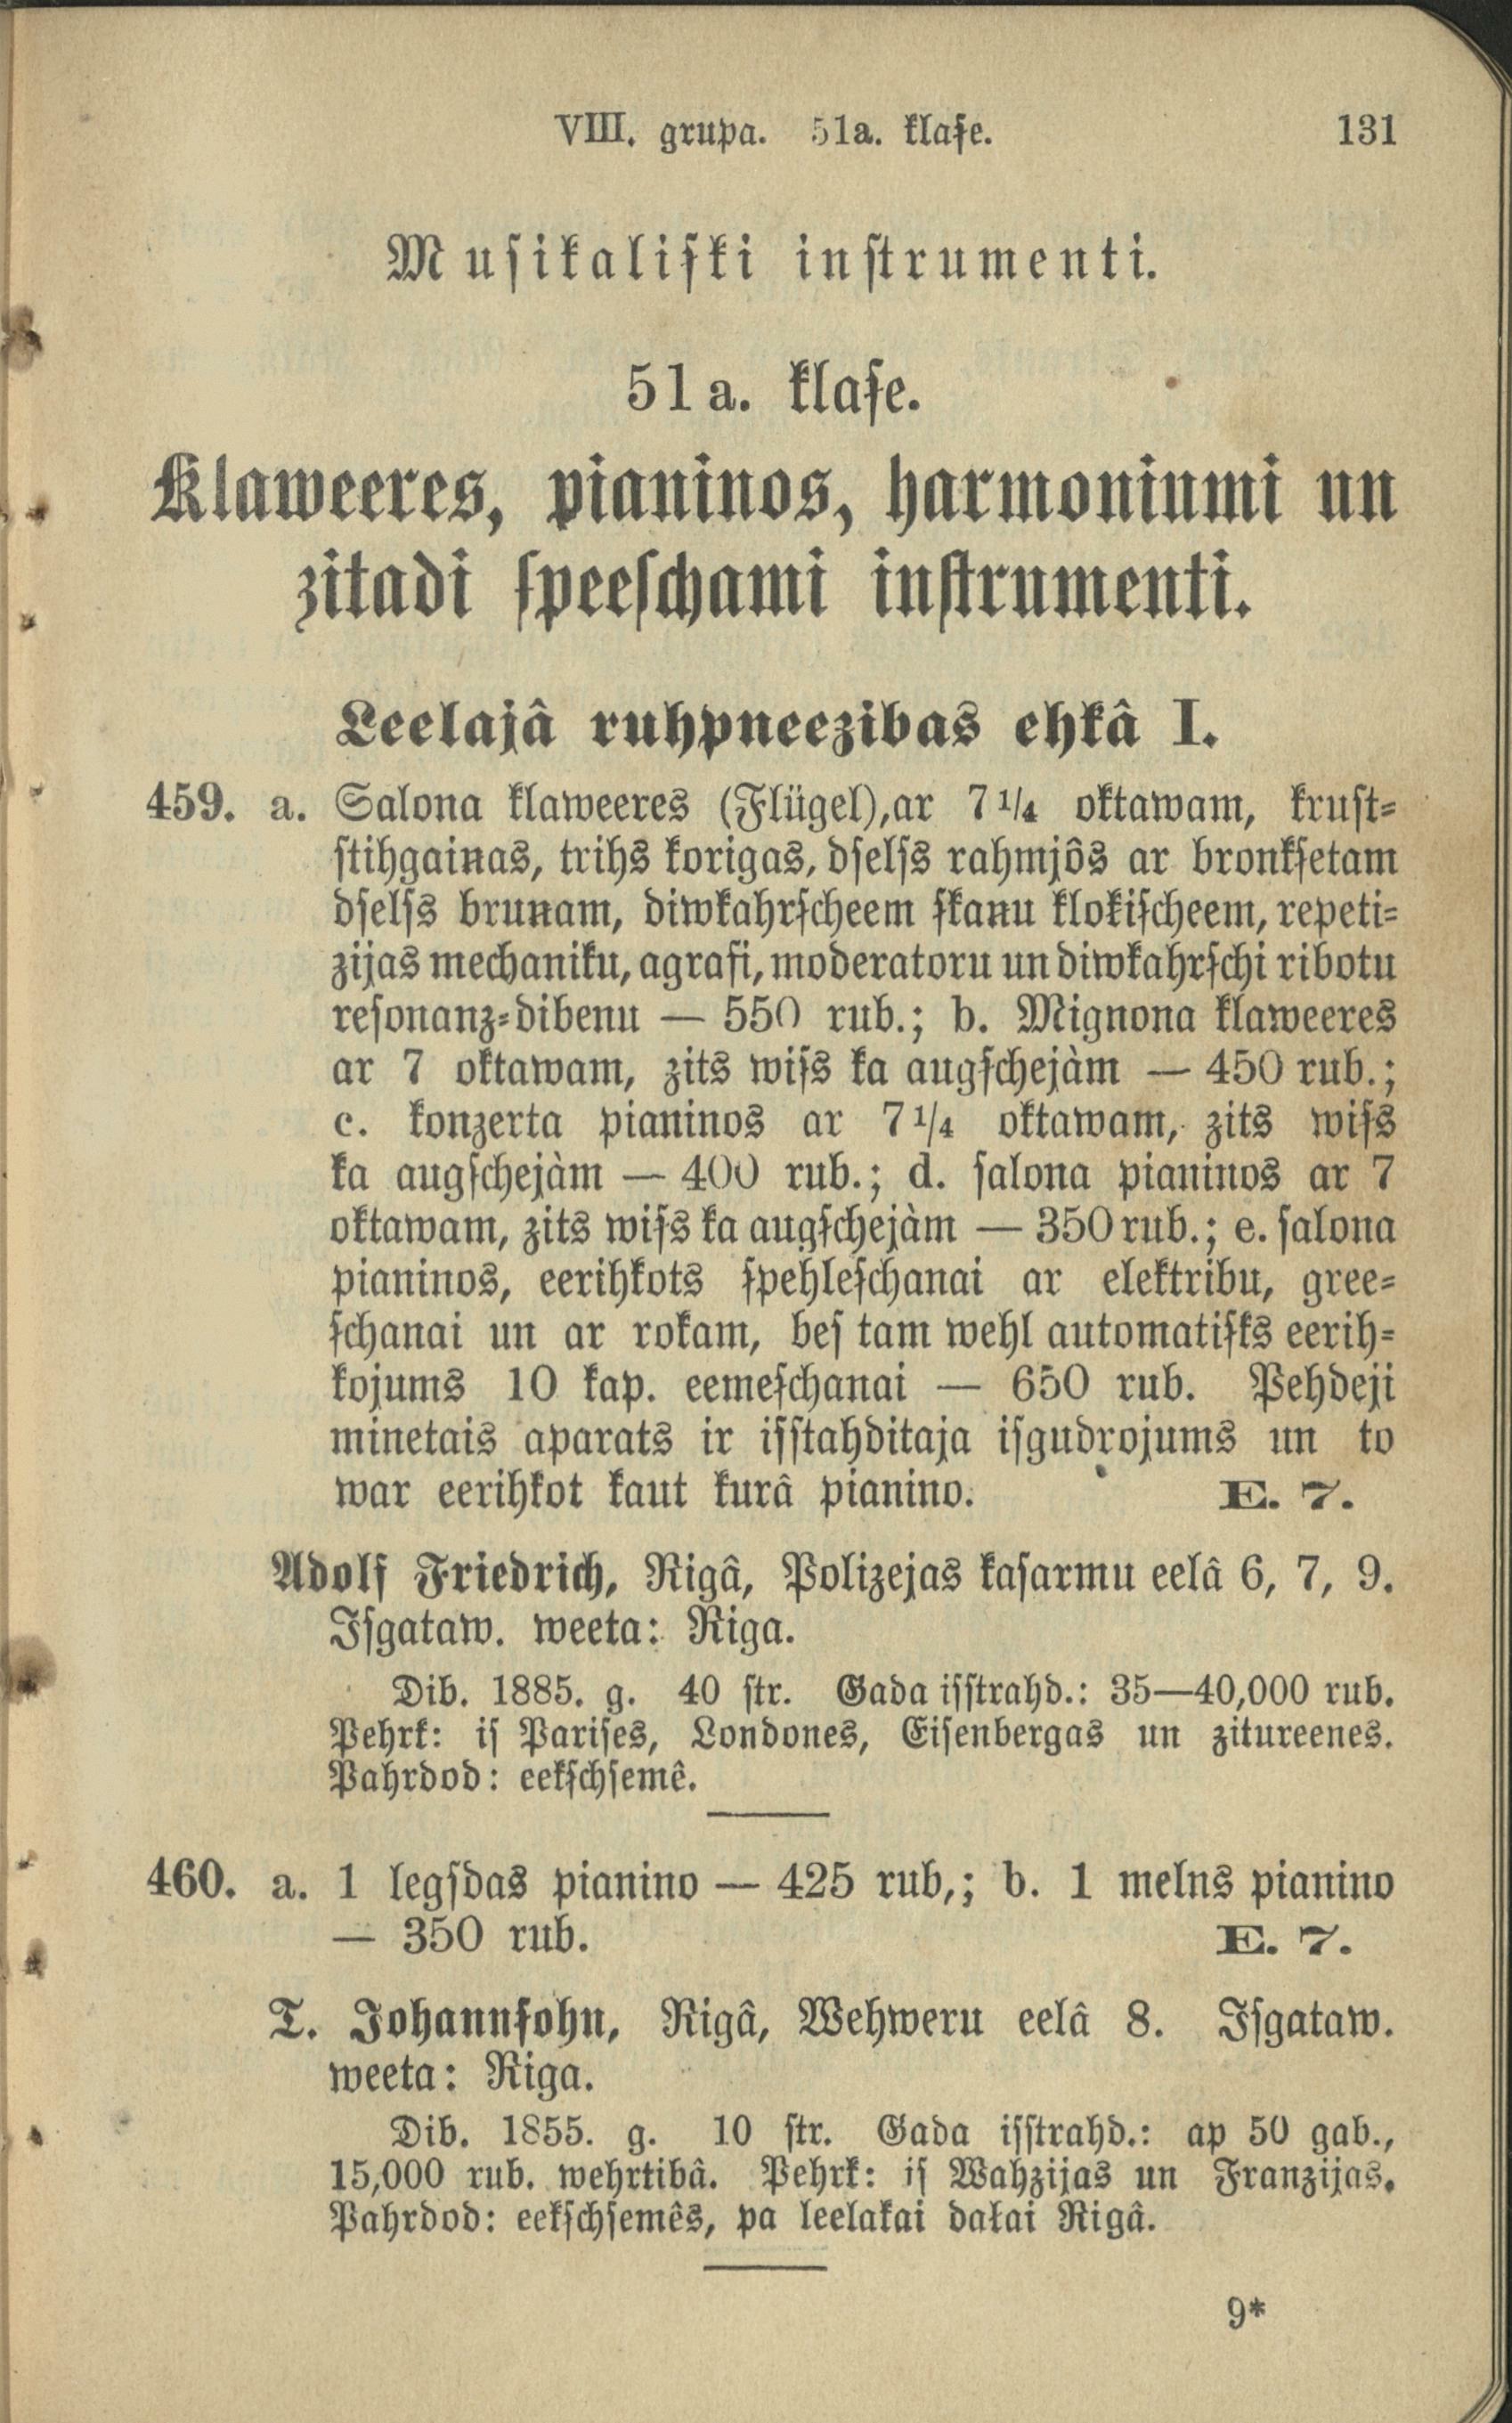 VIII. grupa. 51a. klaſe.
131
Muſikaliſki inſtrumenti.
51a. klaſe.
Klaweeres, pianinos, harmoniumi un
zitadi ſpeeſchami inſtrumenti.
Leelajâ ruhpneezibas ehkâ I.
459. a. Salona klaweeres (Flügel),ar 7 1/4 oktawam, kruſt-
ſtihgainas, trihs korigas, dſelſs rahmjôs ar bronkſetam
dſelſs brunam, diwkahrſcheem ſkanu klokiſcheem, repeti-
zijas mechaniku, agrafi, moderatoru un diwkahrſchi ribotu
reſonanz-dibenu — 550 rub.; b. Mignona klaweeres
ar 7 oktawam, zits wiſs ka augſchejàm — 450 rub.;
c. konzerta pianinos ar 7 1/4 oktawam, zits wiſs
ka augſchejàm — 400 rub.; d. ſalona pianinos ar 7
oktawam, zits wiſs ka augſchejàm — 350 rub.; e. ſalona
pianinos, eerihkots ſpehleſchanai ar elektribu, gree-
ſchanai un ar rokam, beſ tam wehl automatiſks eerih-
kojums 10 kap. eemeſchanai — 650 rub. Pehdeji
minetais aparats ir iſſtahditaja iſgudrojums un to
war eerihkot kaut kurâ pianino. E. 7.
Adolf Friedrich, Rigâ, Polizejas kaſarmu eelâ 6, 7, 9.
Iſgataw. weeta: Riga.
Dib. 1885. g. 40 ſtr. Gada iſſtrahd.: 35—40,000 rub.
Pehrk: iſ Pariſes, Londones, Eiſenbergas un zitureenes.
Pahrdod: eekſchſemê.
460. a. 1 legſdas pianino — 425 rub,; b. 1 melns pianino
— 350 rub. E. 7.
T. Johannſohn, Rigâ, Wehweru eelâ 8. Iſgataw.
weeta: Riga.
Dib. 1855. g. 10 ſtr. Gada iſſtrahd.: ap 50 gab.,
15,000 rub. wehrtibâ. Pehrk: iſ Wahzijas un Franzijas.
Pahrdod: eekſchſemês, pa leelakai dałai Rigâ.
9*